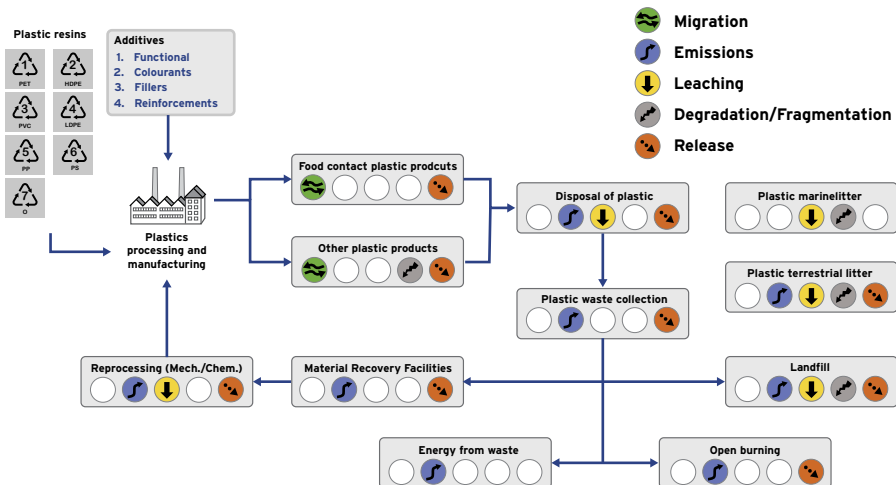 Plastic resins
1
PET
2
HDPE
3
PVC
4
LDPE
5
PP
6
PS
7
O
Additives
1. Functional
2. Colourants
3. Fillers
4. Reinforcements
Migration
Emissions
Leaching
Degradation/Fragmentation
Release
Plastics
processing and
manufacturing
Food contact plastic prodcuts
Other plastic products
Disposal of plastic
Plastic marinelitter
Plastic terrestrial litter
Plastic waste collection
Reprocessing (Mech./Chem.)
Material Recovery Facilities
Landfill
Energy from waste
Open burning